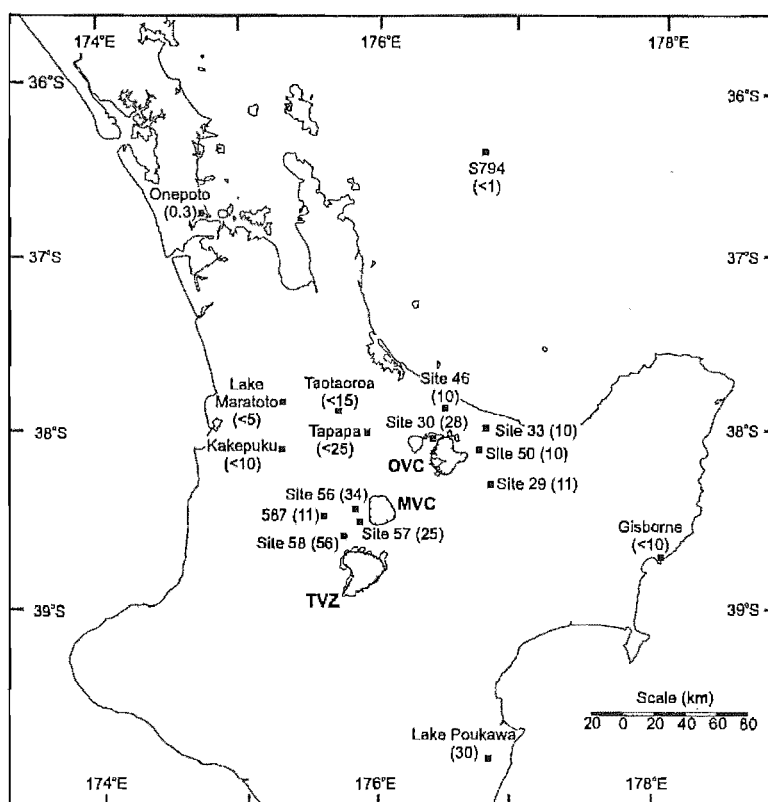 174°E 176°E 178°E
36°S 36°S
S794
(<1)
Onepoto
(0.3)
37°S 37°S
Lake
Maratoto
(<5)
Taotaoroa
(<15)
Site 46
(10)
Kakepuku
(<10)
Tapapa
(<25)
Site 30 (28)
Site 33 (10)
38°S 38°S
OVC
Site 50 (10)
Site 29 (11)
Site 56 (34)
MVC
587 (11)
Site 57 (25)
Site 58 (56)
Gisborne
(<10)
TVZ
39°S 39°S
Scale (km)
20 0 20 40 60 80
Lake Poukawa
(30)
174°E 176°E 178°E